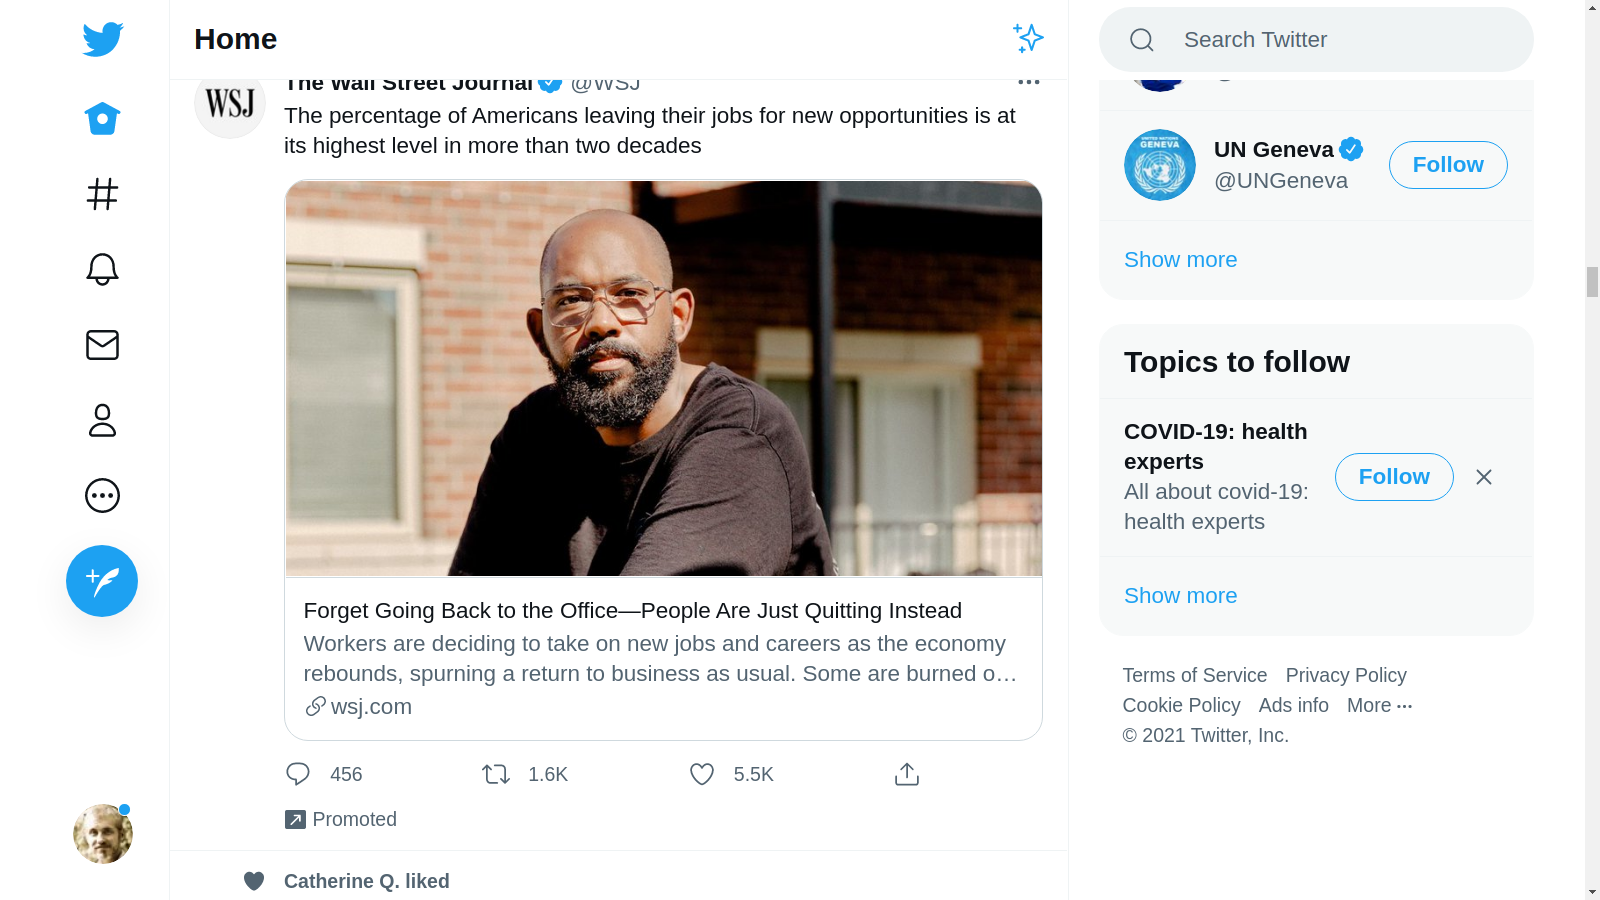 Home
The Wall Street Journal @WSJ
WSJ
The percentage of Americans leaving their jobs for new opportunities is at
its highest level in more than two decades
Forget Going Back to the Office—People Are Just Quitting Instead
Workers are deciding to take on new jobs and careers as the economy
rebounds, spurning a return to business as usual. Some are burned o…
wsj.com
456 1.6K 5.5K
Promoted
Catherine Q. liked
Search Twitter
UNITED NATIONS
GENEVA
UN Geneva
@UNGeneva
Follow
Show more
Topics to follow
COVID-19: health
experts
All about covid-19:
health experts
Follow
Show more
Terms of Service Privacy Policy
Cookie Policy Ads info More
© 2021 Twitter, Inc.